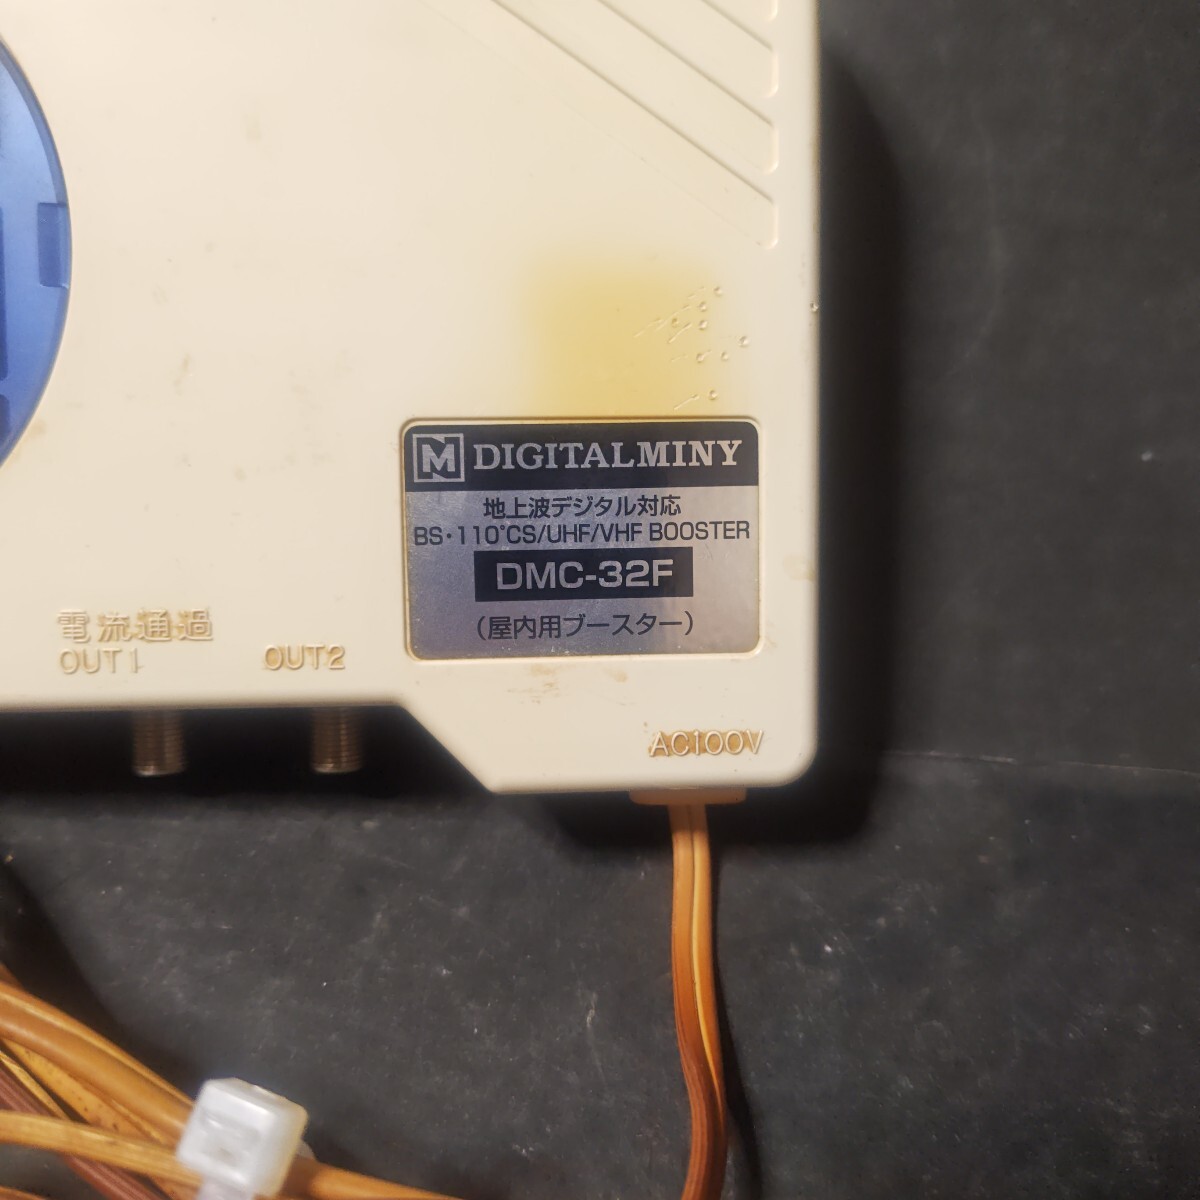 M DIGITALMINY
地上波デジタル対応
BS・110°CS/UHF/VHF BOOSTER
DMC-32F
（屋内用ブースター）
電流通過
OUT1
OUT2
AC100V